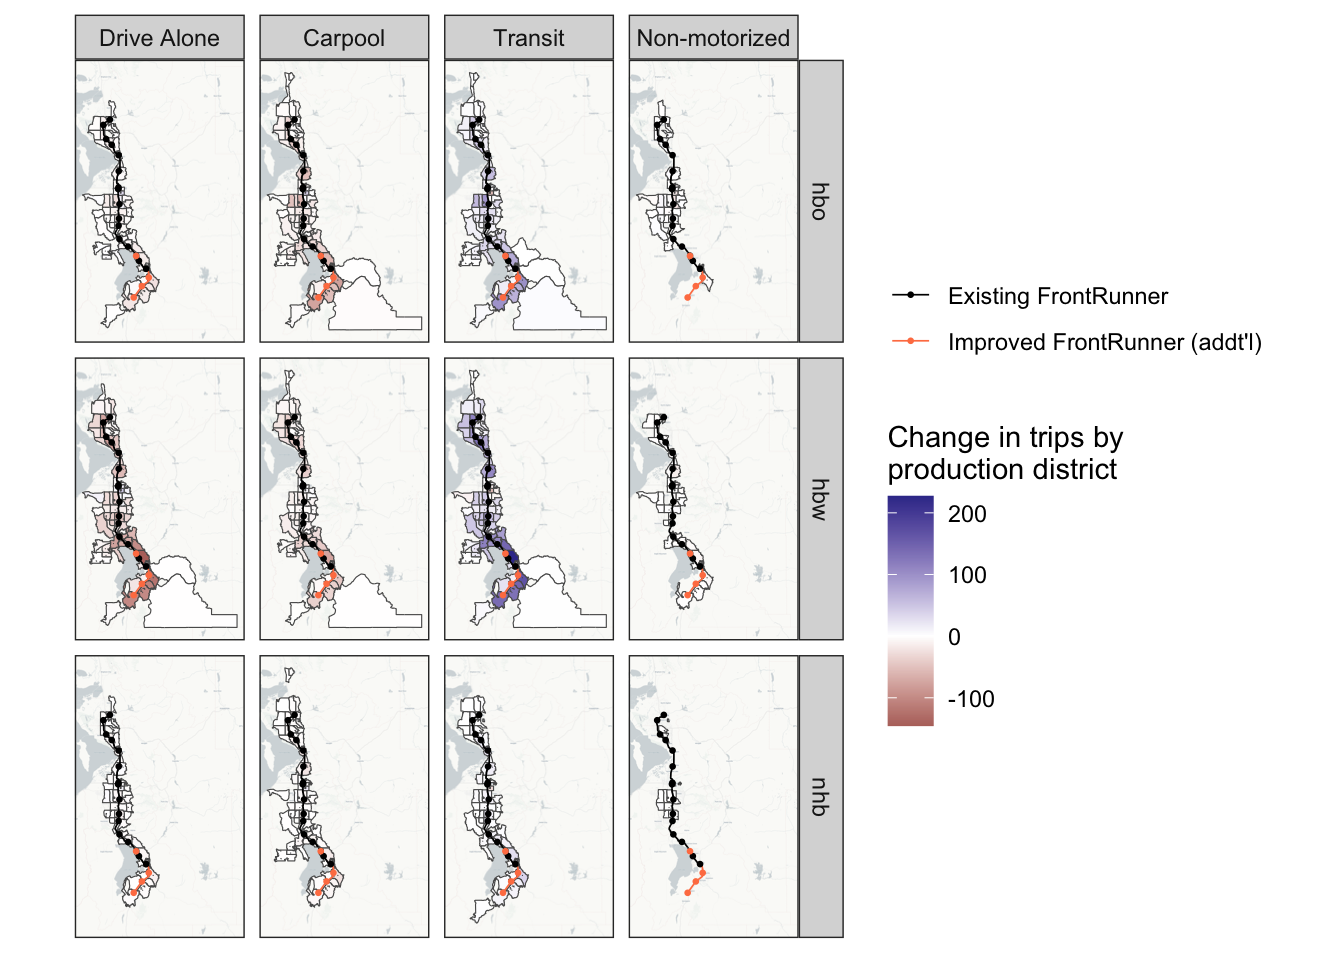 Drive Alone
Carpool
Transit
Non-motorized
hbo
hbw
nhb
Existing FrontRunner
Improved FrontRunner (addt'l)
Change in trips by
production district
200
100
0
-100